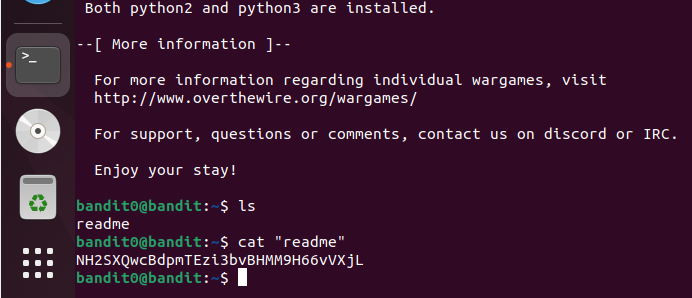 Both python2 and python3 are installed.
--[ More information ]--
For more information regarding individual wargames, visit
http://www.overthewire.org/wargames/
For support, questions or comments, contact us on discord or IRC.
Enjoy your stay!
bandit0@bandit:~$ ls
readme
bandit0@bandit:~$ cat "readme"
NH2SXQwcBdpmTEzi3bvBHMM9H66vVXjL
bandit0@bandit:~$